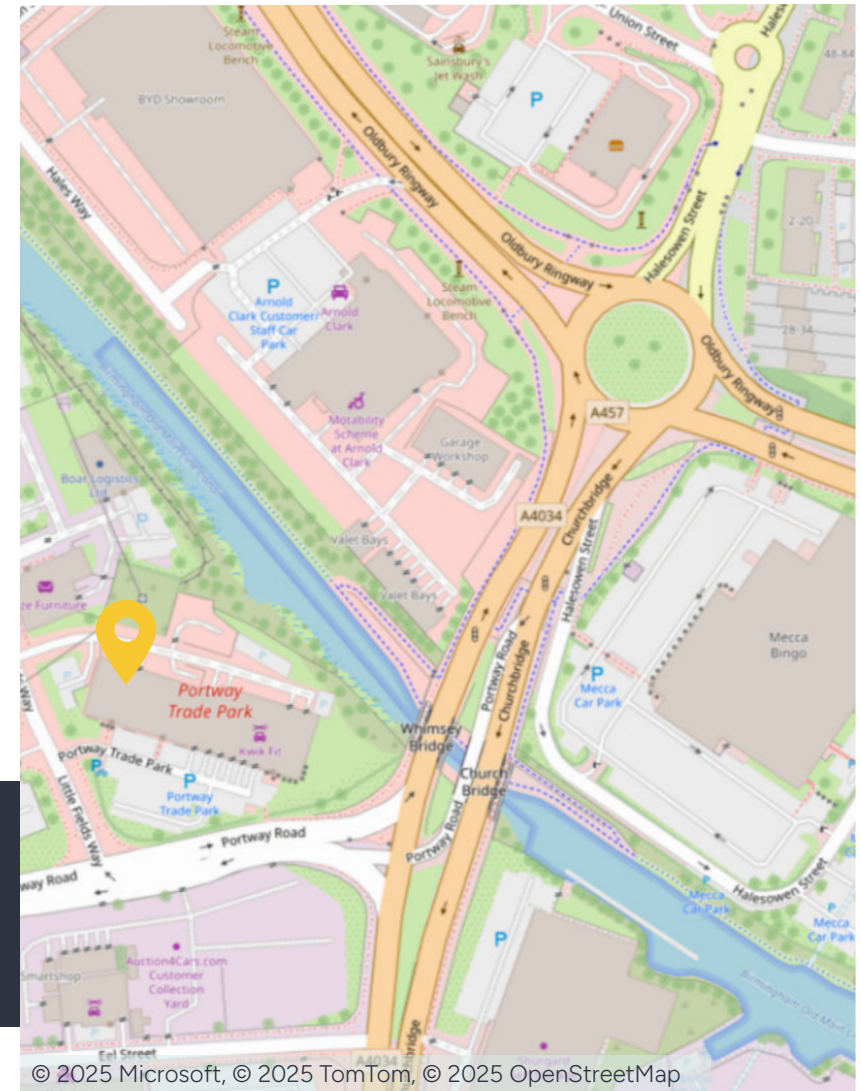 Steam
Locomotive
Bench
Union Street
Sainsbury's
Jet Wash
48-84
BYD Showroom
Oldbury Ringway
Hales Way
Halesowen Street
2-20
Oldbury Ringway
Arnold
Clark Customer/
Staff Car
Park
Arnold
Clark
Steam
Locomotive
Bench
28-34
Oldbury Ringway
A457
Motability
Scheme
at Arnold
Clark
Garage
Workshop
Boar Logistics
Ltd
A4034
Churchbridge
Halesowen Street
Valet Bays
Valet Bays
Furniture
Mecca
Bingo
Portway Road
Churchbridge
Mecca
Car Park
Portway
Trade Park
Whimsey
Bridge
Kwik Fit
Portway Trade Park
Church
Bridge
Portway
Trade Park
Little Fields Way
Portway Road
Portway Road
way Road
Halesowen Street
Mecca
Car Park
Mecca
Car Park
Auction4Cars.com
Customer
Collection
Yard
Smartshop
Birmingham Old Main
Eel Street
A4034
Shurgard
© 2025 Microsoft, © 2025 TomTom, © 2025 OpenStreetMap